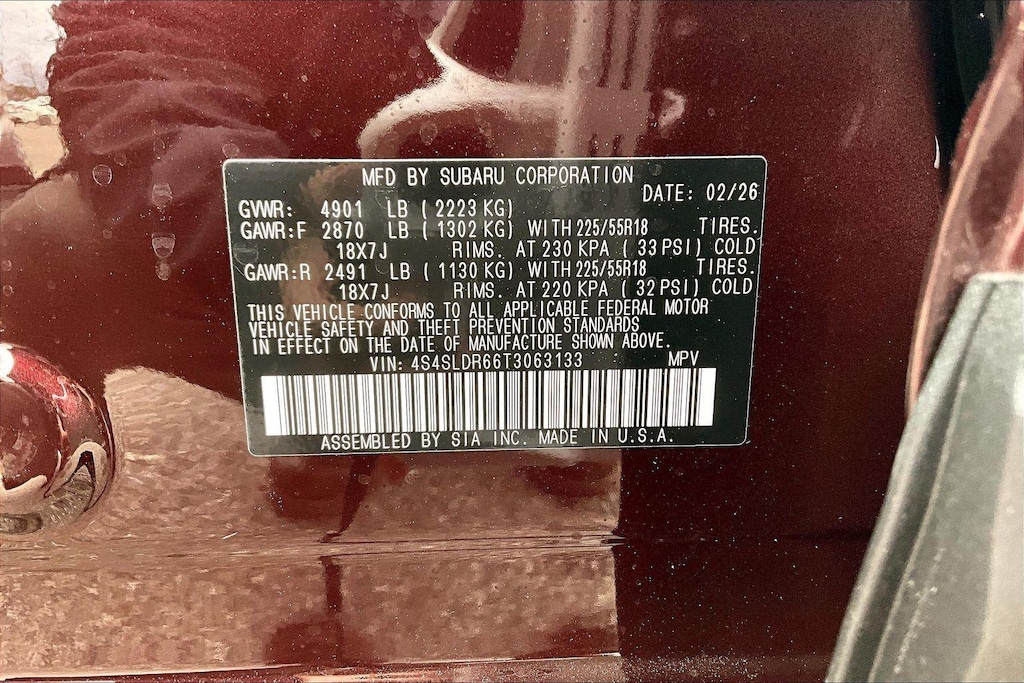 MFD BY SUBARU CORPORATION
DATE: 02/26
GVWR: 4901 LB ( 2223 KG)
GAWR:F 2870 LB ( 1302 KG) WITH 225/55R18 TIRES.
18X7J RIMS. AT 230 KPA ( 33 PSI) COLD
GAWR:R 2491 LB ( 1130 KG) WITH 225/55R18 TIRES.
18X7J RIMS. AT 220 KPA ( 32 PSI) COLD
THIS VEHICLE CONFORMS TO ALL APPLICABLE FEDERAL MOTOR
VEHICLE SAFETY AND THEFT PREVENTION STANDARDS
IN EFFECT ON THE DATE OF MANUFACTURE SHOWN ABOVE.
VIN: 4S4SLDR66T3063133 MPV
ASSEMBLED BY SIA INC. MADE IN U.S.A.